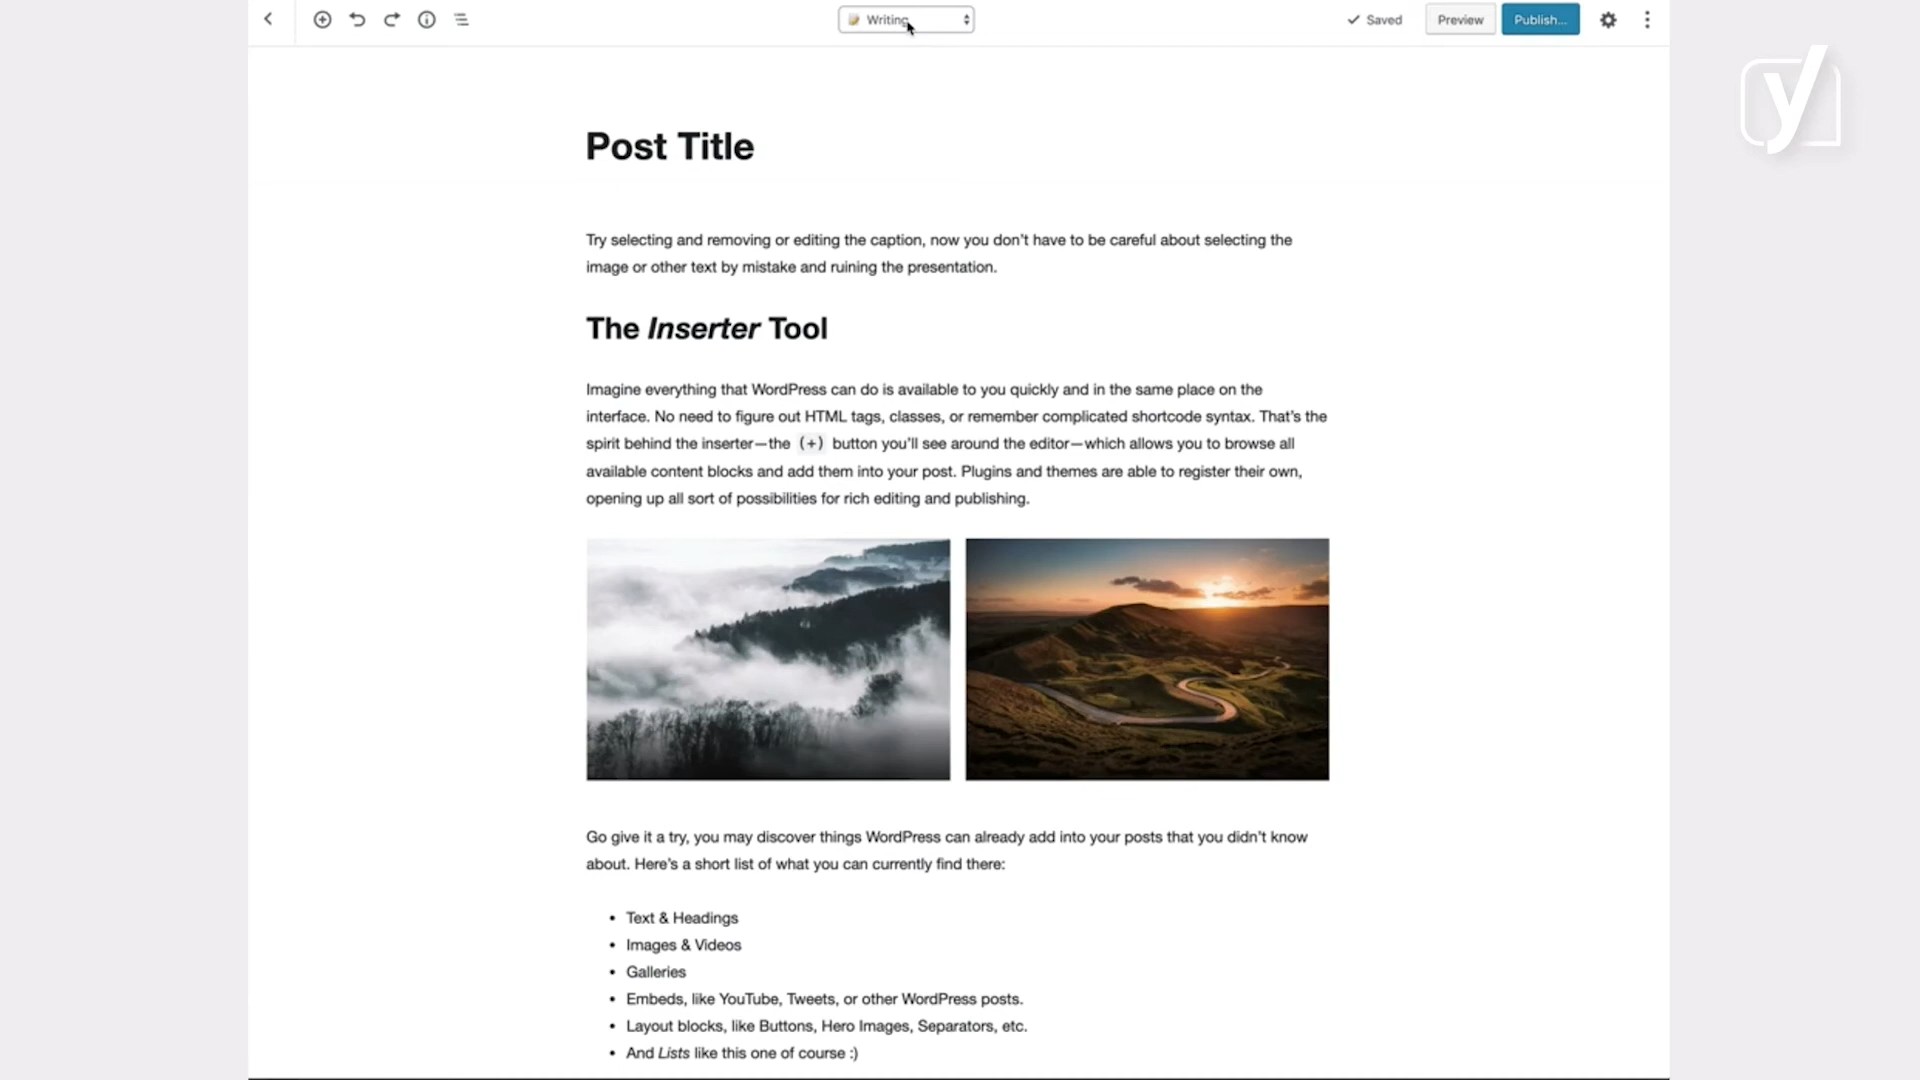 Writing
Saved
Preview
Publish...
y
Post Title
Try selecting and removing or editing the caption, now you don't have to be careful about selecting the
image or other text by mistake and ruining the presentation.
The Inserter Tool
Imagine everything that WordPress can do is available to you quickly and in the same place on the
interface. No need to figure out HTML tags, classes, or remember complicated shortcode syntax. That's the
spirit behind the inserter—the (+) button you'll see around the editor—which allows you to browse all
available content blocks and add them into your post. Plugins and themes are able to register their own,
opening up all sort of possibilities for rich editing and publishing.
Go give it a try, you may discover things WordPress can already add into your posts that you didn't know
about. Here's a short list of what you can currently find there:
• Text & Headings
• Images & Videos
• Galleries
• Embeds, like YouTube, Tweets, or other WordPress posts.
• Layout blocks, like Buttons, Hero Images, Separators, etc.
• And Lists like this one of course :)